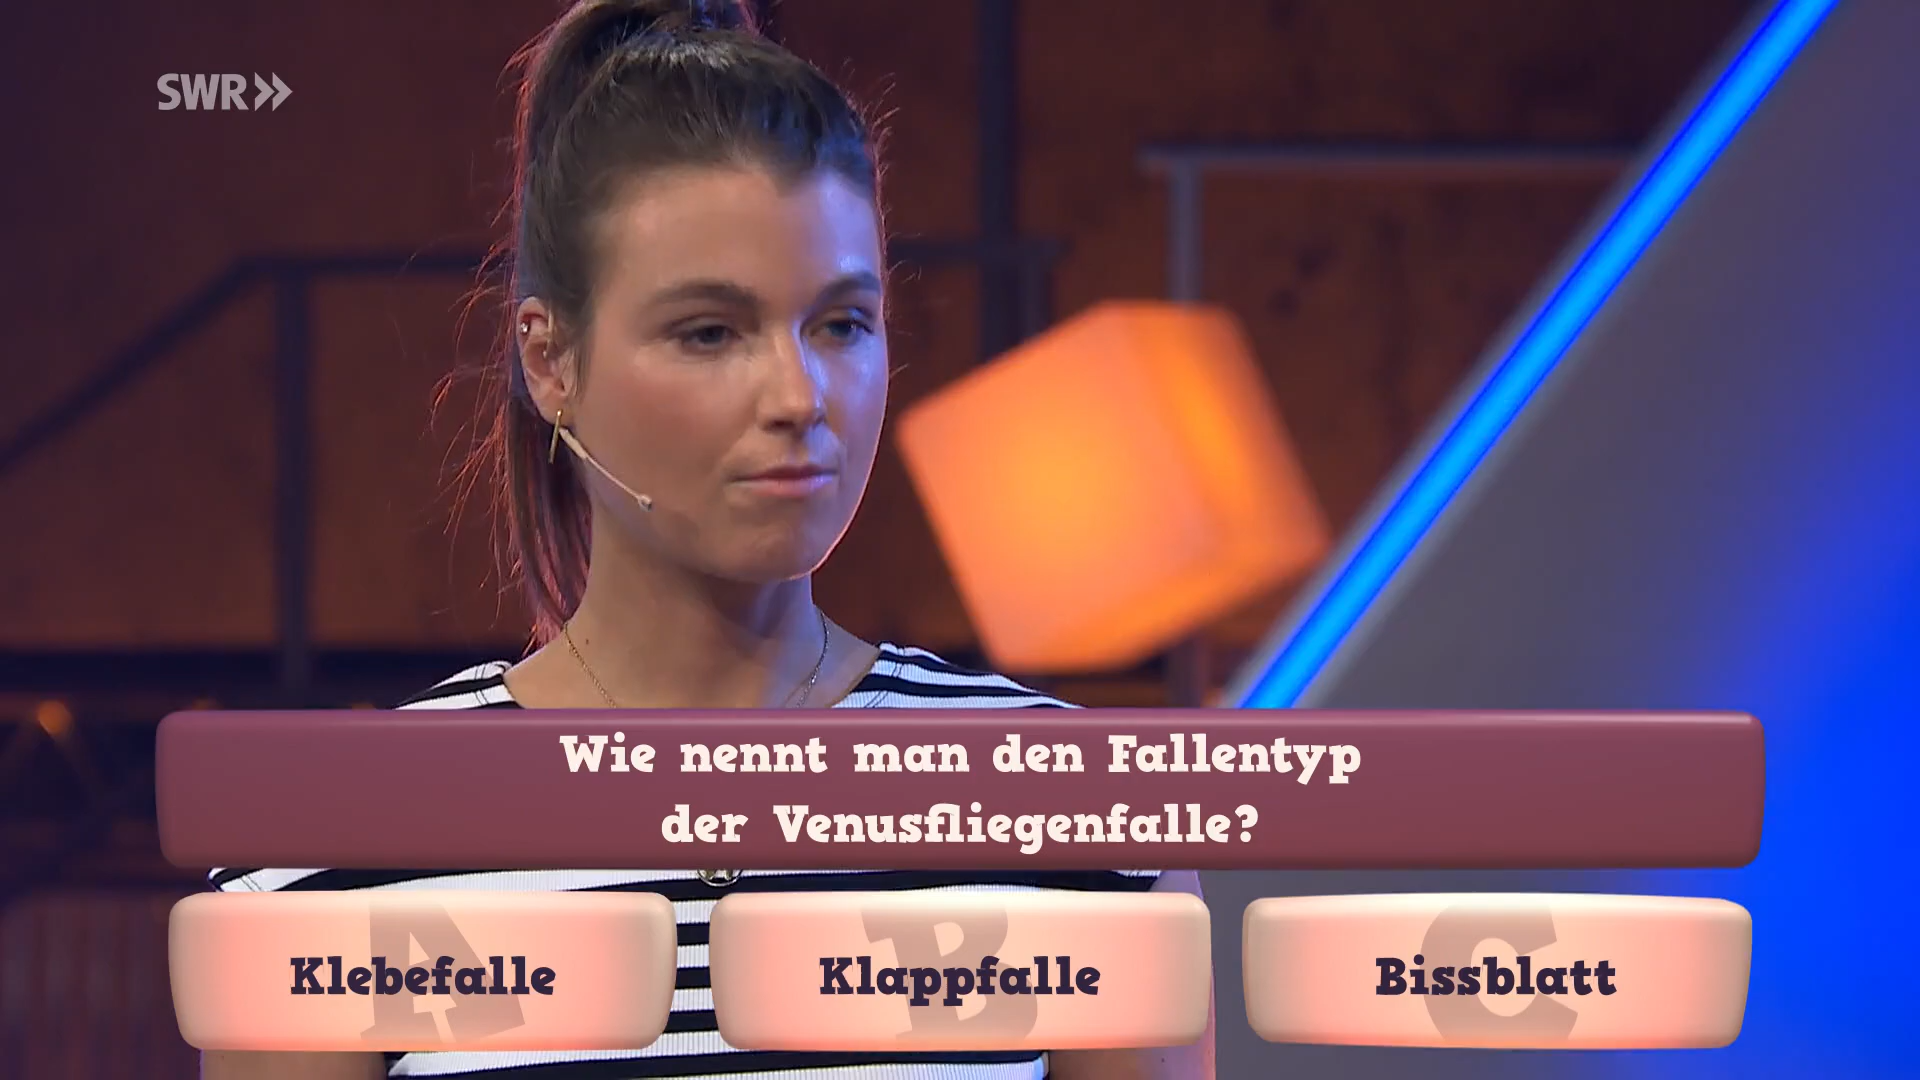 SWR
Wie nennt man den Fallentyp
der Venusfliegenfalle?
A
Klebefalle
B
Klappfalle
C
Bissblatt